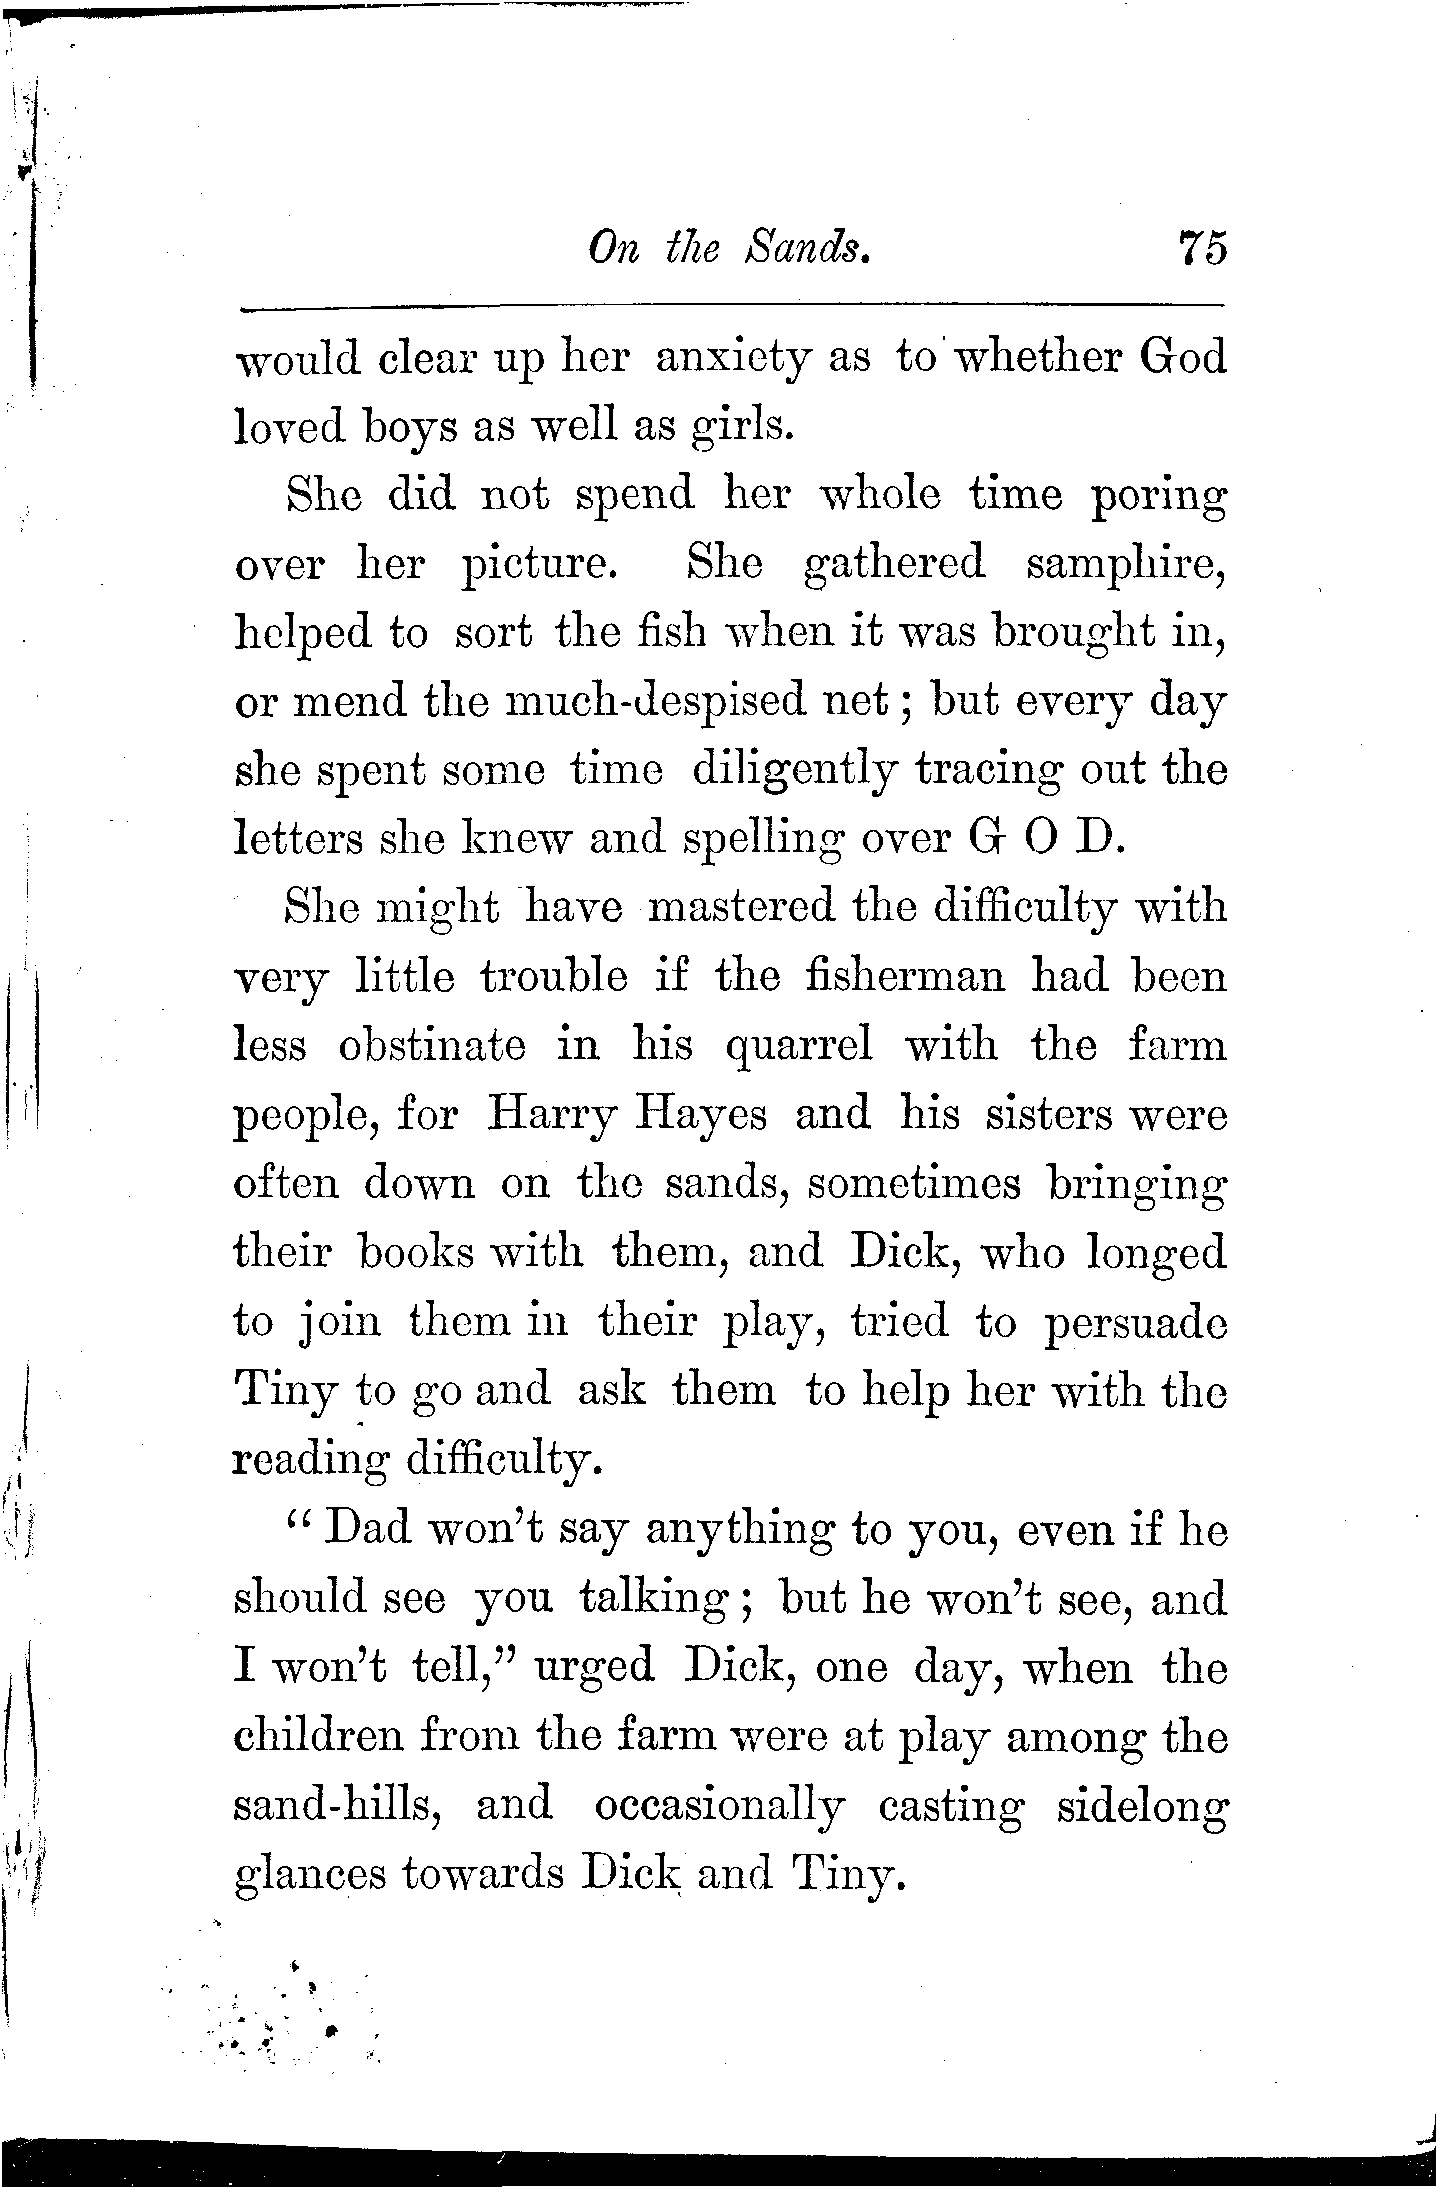 On the Sands. 75
would clear up her anxiety as to whether God
loved boys as well as girls.
She did not spend her whole time poring
over her picture. She gathered samphire,
helped to sort the fish when it was brought in,
or mend the much-despised net ; but every day
she spent some time diligently tracing out the
letters she knew and spelling over G O D.
She might have mastered the difficulty with
very little trouble if the fisherman had been
less obstinate in his quarrel with the farm
people, for Harry Hayes and his sisters were
often down on the sands, sometimes bringing
their books with them, and Dick, who longed
to join them in their play, tried to persuade
Tiny to go and ask them to help her with the
reading difficulty.
“ Dad won’t say anything to you, even if he
should see you talking ; but he won’t see, and
I won’t tell,” urged Dick, one day, when the
children from the farm were at play among the
sand-hills, and occasionally casting sidelong
glances towards Dick and Tiny.